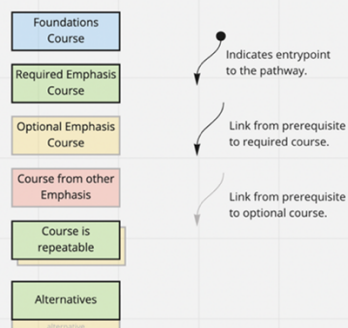 Foundations
Course
Indicates entrypoint
to the pathway.
Required Emphasis
Course
Optional Emphasis
Course
Link from prerequisite
to required course.
Course from other
Emphasis
Link from prerequisite
to optional course.
Course is
repeatable
Alternatives
alternative